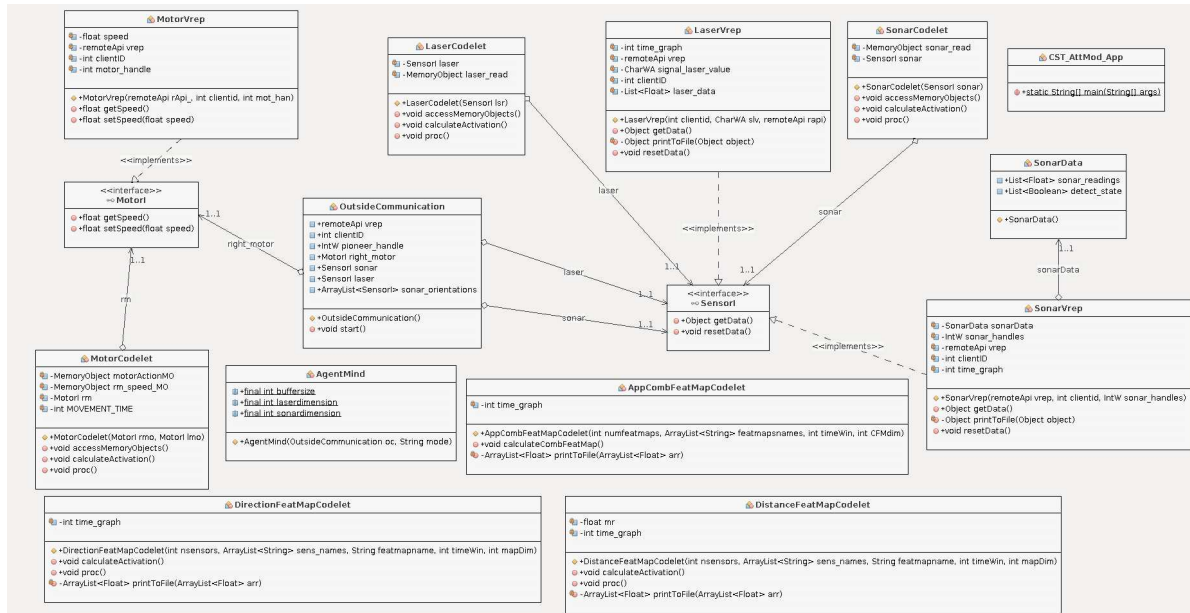 MotorVrep
-float speed
-remoteApi vrep
-int clientID
-int motor_handle
+MotorVrep(remoteApi rApi_, int clientid, int mot_han)
+float getSpeed()
+float setSpeed(float speed)
LaserCodelet
-SensorI laser
-MemoryObject laser_read
+LaserCodelet(SensorI lsr)
+void accessMemoryObjects()
+void calculateActivation()
+void proc()
LaserVrep
-int time_graph
-remoteApi vrep
-CharWA signal_laser_value
-int clientID
-List<Float> laser_data
+LaserVrep(int clientid, CharWA slv, remoteApi rapi)
+Object getData()
-Object printToFile(Object object)
+void resetData()
SonarCodelet
-MemoryObject sonar_read
-SensorI sonar
+SonarCodelet(SensorI sonar)
+void accessMemoryObjects()
+void calculateActivation()
+void proc()
CST_AttMod_App
+static String[] main(String[] args)
<<implements>>
<<interface>>
MotorI
+float getSpeed()
+float setSpeed(float speed)
1..1
right_motor
1..1
rm
OutsideCommunication
+remoteApi vrep
+int clientID
+IntW pioneer_handle
+MotorI right_motor
+SensorI sonar
+SensorI laser
+ArrayList<SensorI> sonar_orientations
+OutsideCommunication()
+void start()
laser
<<implements>>
sonar
SonarData
+List<Float> sonar_readings
+List<Boolean> detect_state
+SonarData()
1..1
sonarData
laser
1..1
1..1
1..1
sonar
1..1
<<interface>>
SensorI
+Object getData()
+void resetData()
<<implements>>
SonarVrep
-SonarData sonarData
-IntW sonar_handles
-remoteApi vrep
-int clientID
-int time_graph
+SonarVrep(remoteApi vrep, int clientid, IntW sonar_handles)
+Object getData()
-Object printToFile(Object object)
+void resetData()
MotorCodelet
-MemoryObject motorActionMO
-MemoryObject rm_speed_MO
-MotorI rm
-int MOVEMENT_TIME
+MotorCodelet(MotorI rmo, MotorI lmo)
+void accessMemoryObjects()
+void calculateActivation()
+void proc()
AgentMind
+final int buffersize
+final int laserdimension
+final int sonardimension
+AgentMind(OutsideCommunication oc, String mode)
AppCombFeatMapCodelet
-int time_graph
+AppCombFeatMapCodelet(int numfeatmaps, ArrayList<String> featmapsnames, int timeWin, int CFMdim)
+void calculateCombFeatMap()
-ArrayList<Float> printToFile(ArrayList<Float> arr)
DirectionFeatMapCodelet
-int time_graph
+DirectionFeatMapCodelet(int nsensors, ArrayList<String> sens_names, String featmapname, int timeWin, int mapDim)
+void calculateActivation()
+void proc()
-ArrayList<Float> printToFile(ArrayList<Float> arr)
DistanceFeatMapCodelet
-float mr
-int time_graph
+DistanceFeatMapCodelet(int nsensors, ArrayList<String> sens_names, String featmapname, int timeWin, int mapDim)
+void calculateActivation()
+void proc()
-ArrayList<Float> printToFile(ArrayList<Float> arr)